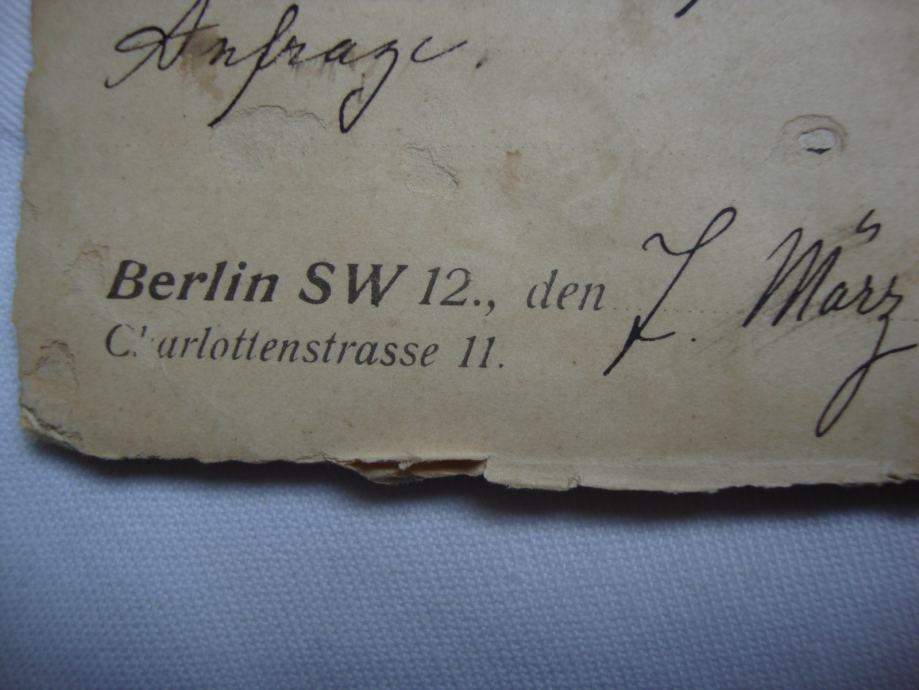 Anfrage.
Berlin SW 12., den 7. März
Charlottenstrasse 11.